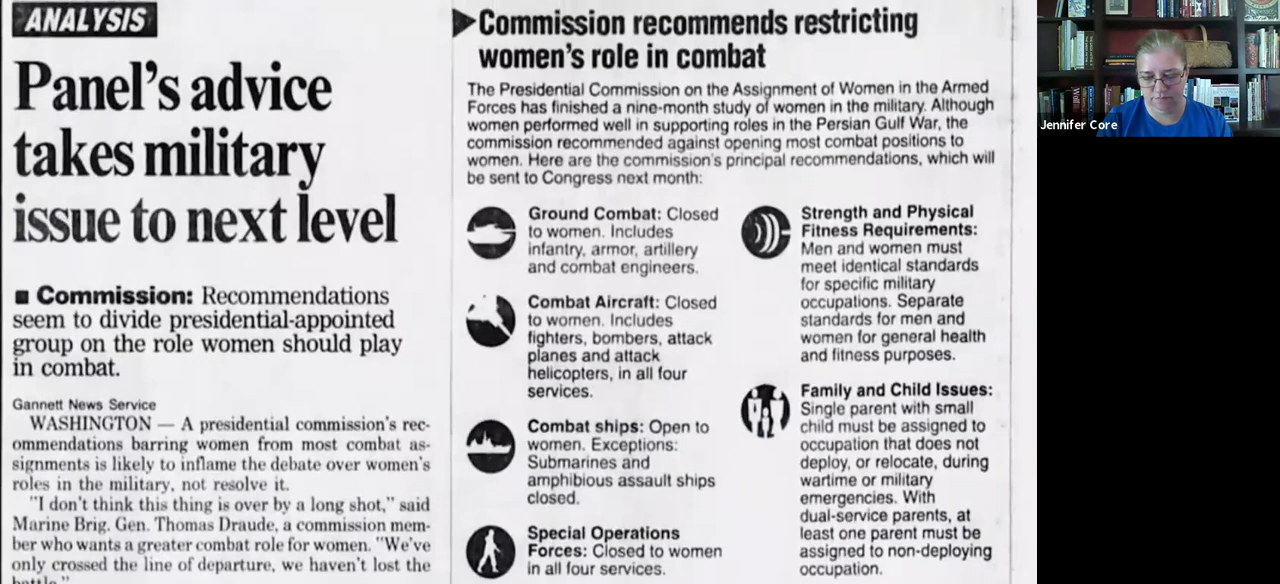 ANALYSIS
Panel's advice
takes military
issue to next level
■ Commission: Recommendations
seem to divide presidential-appointed
group on the role women should play
in combat.
Gannett News Service
WASHINGTON — A presidential commission's rec-
ommendations barring women from most combat as-
signments is likely to inflame the debate over women's
roles in the military, not resolve it.
"I don't think this thing is over by a long shot," said
Marine Brig. Gen. Thomas Draude, a commission mem-
ber who wants a greater combat role for women. "We've
only crossed the line of departure, we haven't lost the
battle."
Commission recommends restricting
women's role in combat
The Presidential Commission on the Assignment of Women in the Armed
Forces has finished a nine-month study of women in the military. Although
women performed well in supporting roles in the Persian Gulf War, the
commission recommended against opening most combat positions to
women. Here are the commission's principal recommendations, which will
be sent to Congress next month:
Ground Combat: Closed
to women. Includes
infantry, armor, artillery
and combat engineers.
Combat Aircraft: Closed
to women. Includes
fighters, bombers, attack
planes and attack
helicopters, in all four
services.
Combat ships: Open to
women. Exceptions:
Submarines and
amphibious assault ships
closed.
Special Operations
Forces: Closed to women
in all four services.
Strength and Physical
Fitness Requirements:
Men and women must
meet identical standards
for specific military
occupations. Separate
standards for men and
women for general health
and fitness purposes.
Family and Child Issues:
Single parent with small
child must be assigned to
occupation that does not
deploy, or relocate, during
wartime or military
emergencies. With
dual-service parents, at
least one parent must be
assigned to non-deploying
occupation.
Jennifer Core